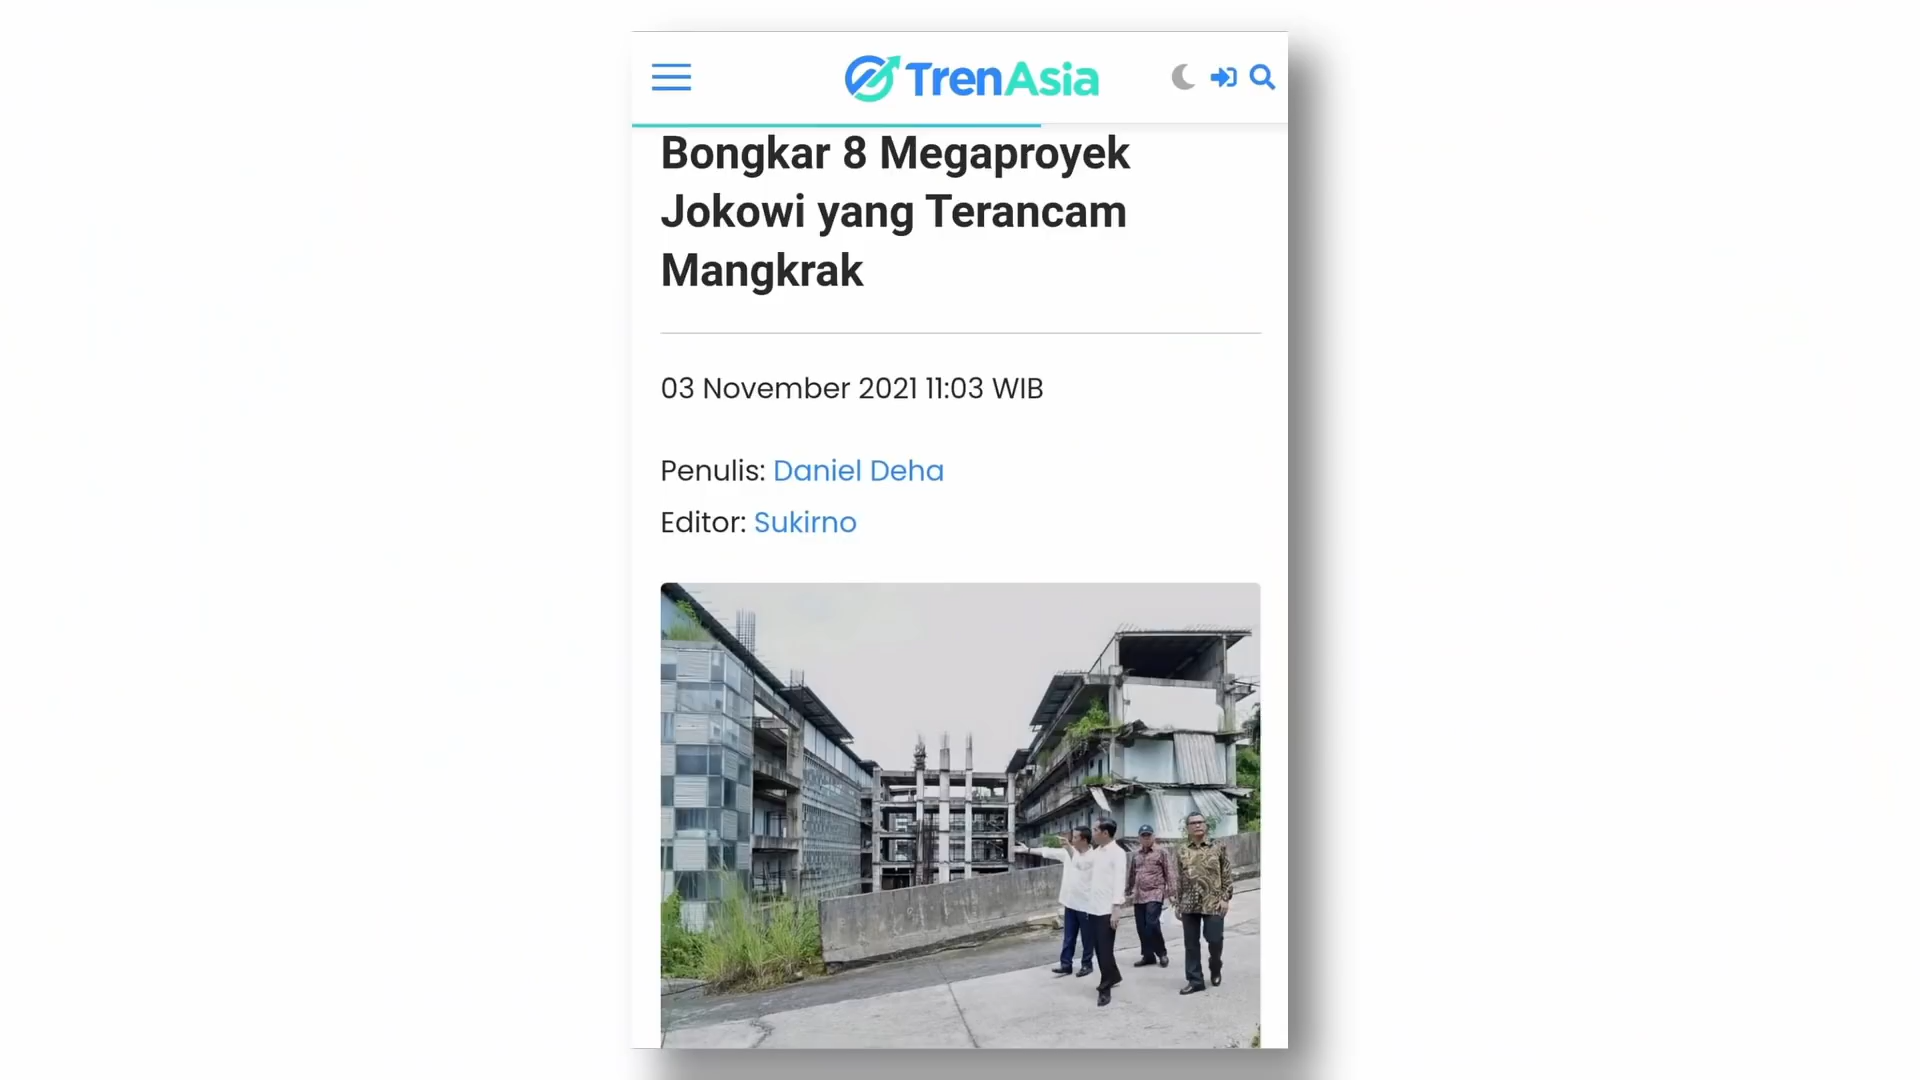 TrenAsia
Bongkar 8 Megaproyek
Jokowi yang Terancam
Mangkrak
03 November 2021 11:03 WIB
Penulis: Daniel Deha
Editor: Sukirno